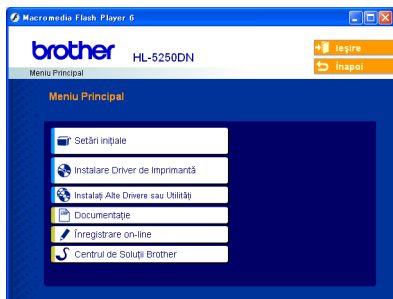 Macromedia Flash Player 6
brother
HL-5250DN
Ieşire
Înapoi
Meniu Principal
Meniu Principal
Setări iniţiale
Instalare Driver de Imprimantă
Instalaţi Alte Drivere sau Utilităţi
Documentaţie
Înregistrare on-line
Centrul de Soluţii Brother